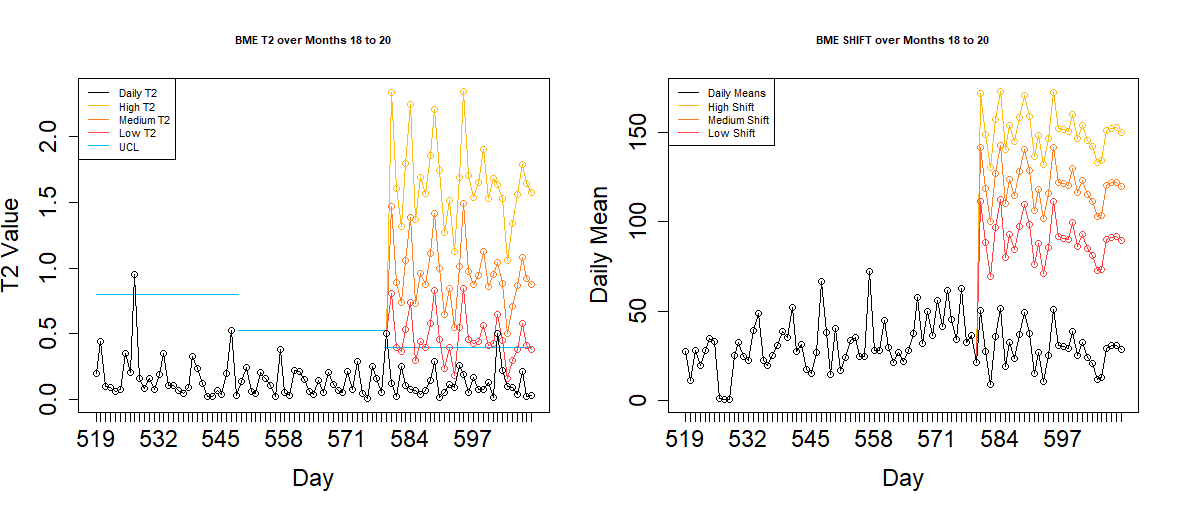 BME T2 over Months 18 to 20
Daily T2
High T2
Medium T2
Low T2
UCL
T2 Value
0.0
0.5
1.0
1.5
2.0
519 532 545 558 571 584 597
Day
BME SHIFT over Months 18 to 20
Daily Means
High Shift
Medium Shift
Low Shift
Daily Mean
0
50
100
150
519 532 545 558 571 584 597
Day